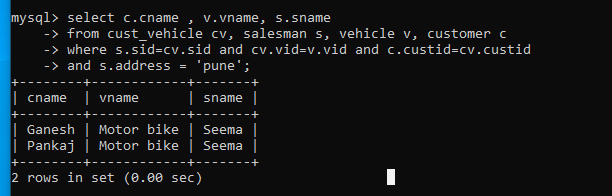 mysql> select c.cname , v.vname, s.sname
    -> from cust_vehicle cv, salesman s, vehicle v, customer c
    -> where s.sid=cv.sid and cv.vid=v.vid and c.custid=cv.custid
    -> and s.address = 'pune';
+--------+------------+-------+
| cname  | vname      | sname |
+--------+------------+-------+
| Ganesh | Motor bike | Seema |
| Pankaj | Motor bike | Seema |
+--------+------------+-------+
2 rows in set (0.00 sec)